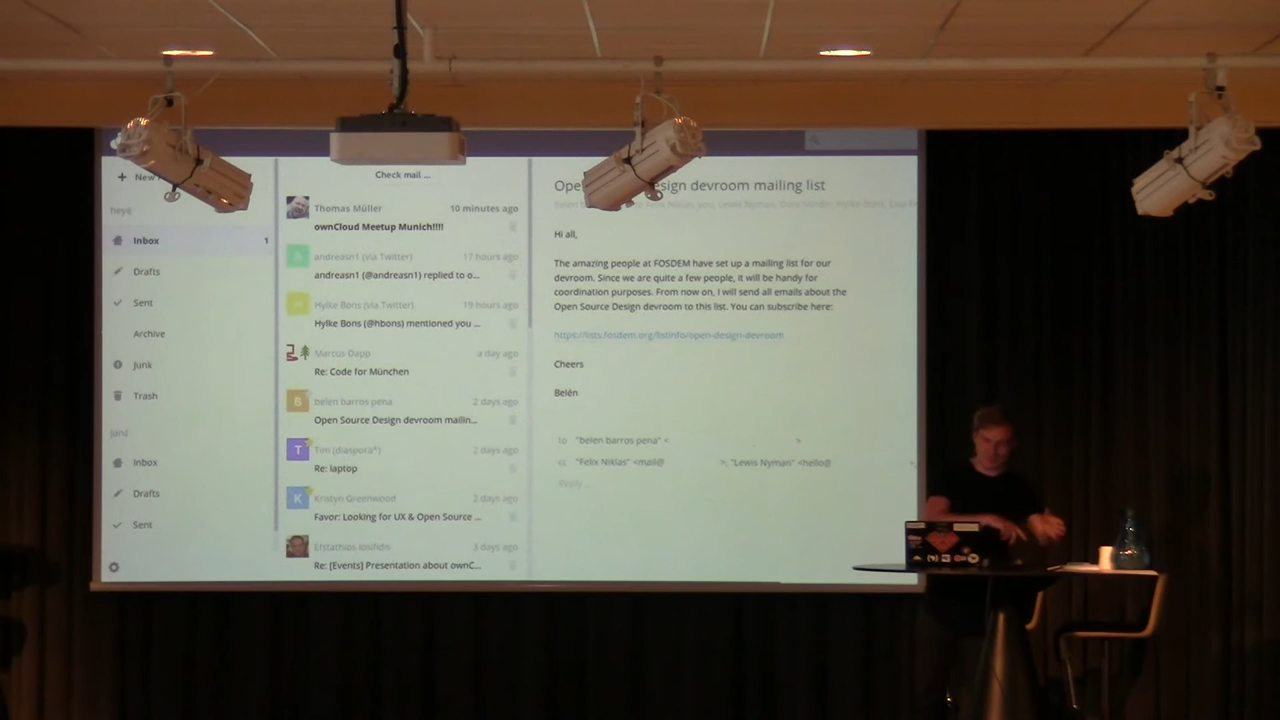 + New
heye
Inbox 1
Drafts
Sent
Archive
Junk
Trash
jan1
Inbox
Drafts
Sent
Check mail ...
Thomas Müller 10 minutes ago
ownCloud Meetup Munich!!!!
A andreasn1 (via Twitter) 17 hours ago
andreasn1 (@andreasn1) replied to o...
Hylke Bons (via Twitter) 19 hours ago
Hylke Bons (@hbons) mentioned you ...
Marcus Dapp a day ago
Re: Code for München
B belen barros pena 2 days ago
Open Source Design devroom mailin...
T Tim (diaspora*) 2 days ago
Re: laptop
K Kristyn Greenwood 2 days ago
Favor: Looking for UX & Open Source ...
Efstathios Iosifidis 3 days ago
Re: [Events] Presentation about ownC...
Ope esign devroom mailing list
Hi all,
The amazing people at FOSDEM have set up a mailing list for our
devroom. Since we are quite a few people, it will be handy for
coordination purposes. From now on, I will send all emails about the
Open Source Design devroom to this list. You can subscribe here:
https://lists.fosdem.org/listinfo/open-design-devroom
Cheers
Belén
to "belen barros pena" < >
cc "Felix Niklas" <mail@ >, "Lewis Nyman" <hello@ >,
Reply ...